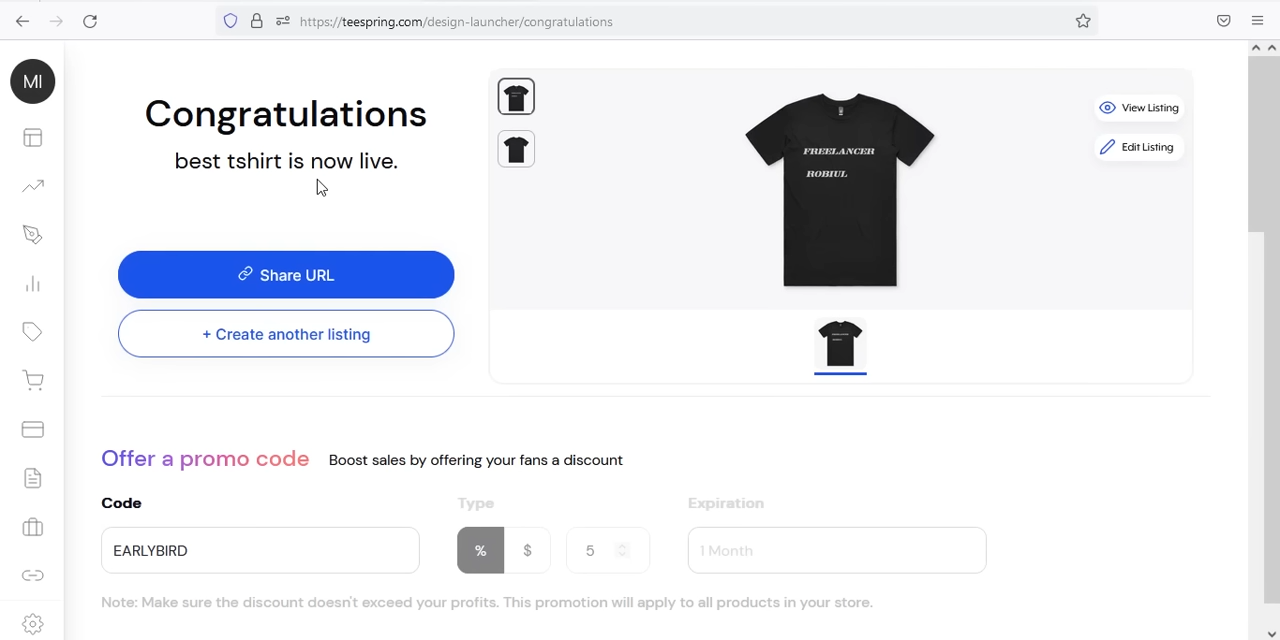 https://teespring.com/design-launcher/congratulations
MI
Congratulations
best tshirt is now live.
Share URL
+ Create another listing
FREELANCER
ROBIUL
View Listing
Edit Listing
Offer a promo code
Boost sales by offering your fans a discount
Code
Type
Expiration
EARLYBIRD
%
$
5
1 Month
Note: Make sure the discount doesn't exceed your profits. This promotion will apply to all products in your store.